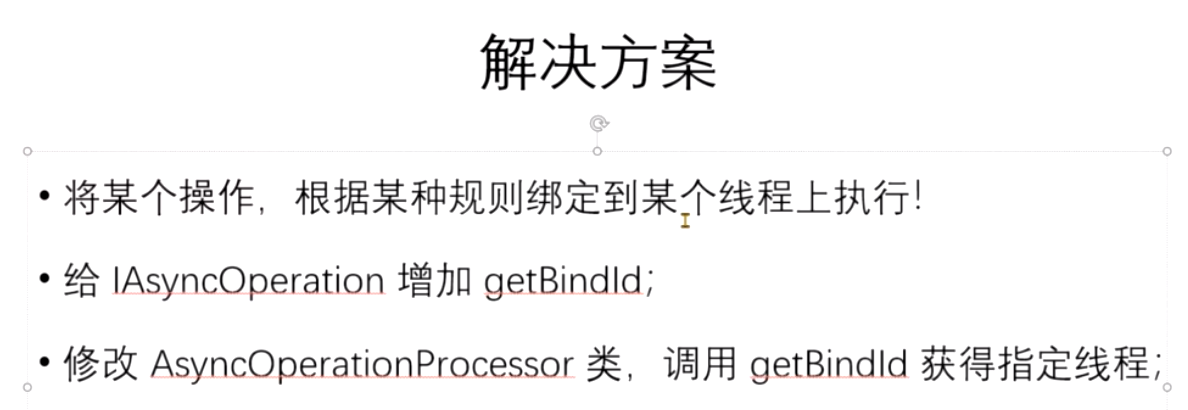 解决方案
• 将某个操作，根据某种规则绑定到某个线程上执行！
• 给 IAsyncOperation 增加 getBindId；
• 修改 AsyncOperationProcessor 类，调用 getBindId 获得指定线程；